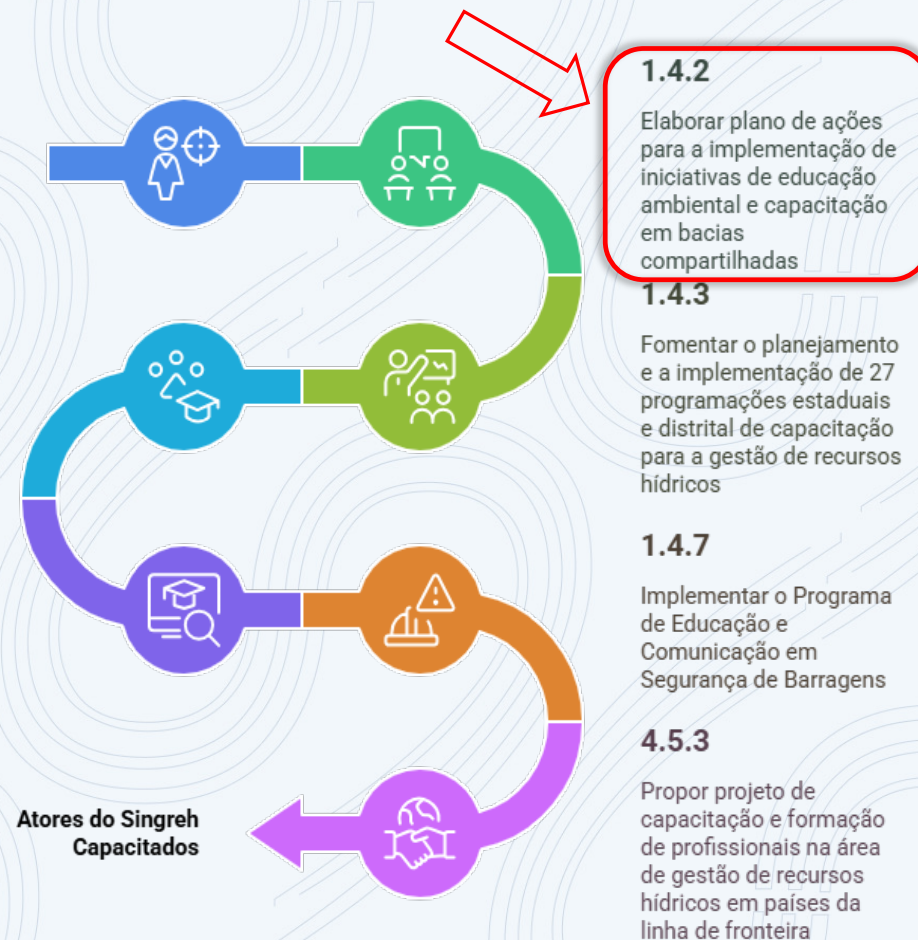 1.4.2
Elaborar plano de ações
para a implementação de
iniciativas de educação
ambiental e capacitação
em bacias
compartilhadas
1.4.3
Fomentar o planejamento
e a implementação de 27
programações estaduais
e distrital de capacitação
para a gestão de recursos
hídricos
1.4.7
Implementar o Programa
de Educação e
Comunicação em
Segurança de Barragens
4.5.3
Propor projeto de
capacitação e formação
de profissionais na área
de gestão de recursos
hídricos em países da
linha de fronteira
Atores do Singreh
Capacitados